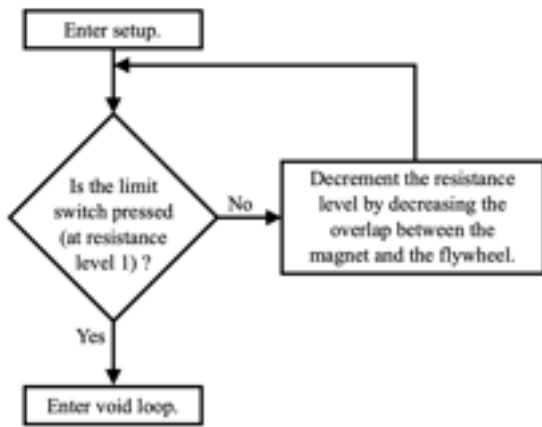 Enter setup.
Is the limit
switch pressed
(at resistance
level 1) ?
No
Decrement the resistance
level by decreasing the
overlap between the
magnet and the flywheel.
Yes
Enter void loop.